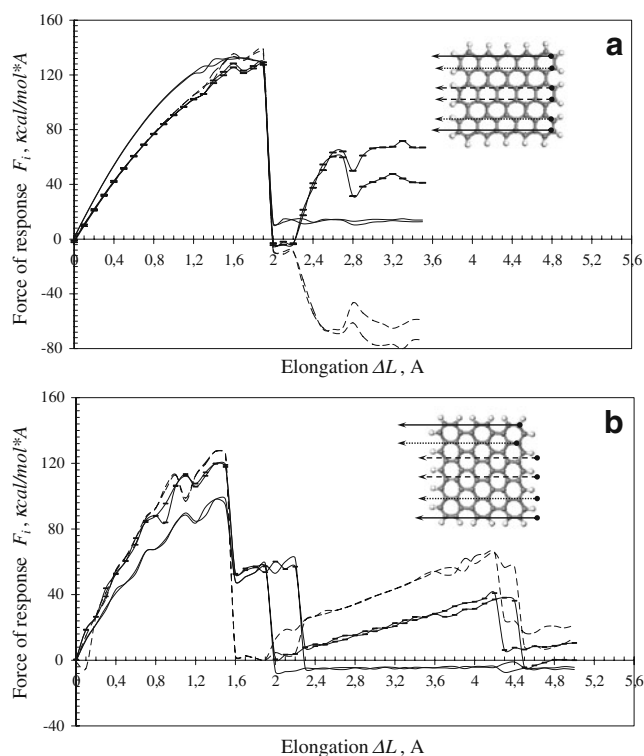 160
a
120
80
40
0
0 0,4 0,8 1,2 1,6 2 2,4 2,8 3,2 3,6 4 4,4 4,8 5,2 5,6
-40
-80
Force of response Fi, kcal/mol*A
Elongation ΔL, A
160
b
120
80
40
0
0 0,4 0,8 1,2 1,6 2 2,4 2,8 3,2 3,6 4 4,4 4,8 5,2 5,6
-40
Force of response Fi, kcal/mol*A
Elongation ΔL, A